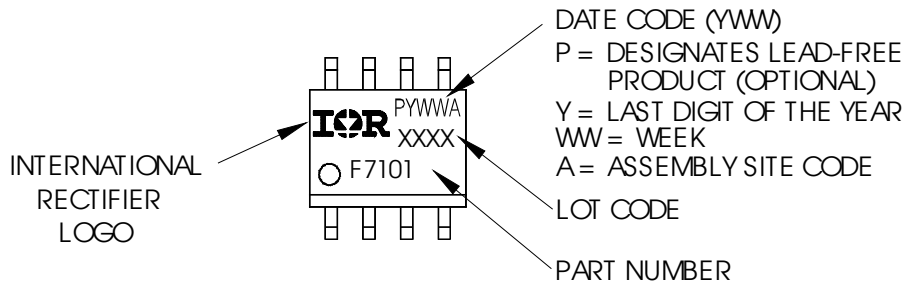 DATE CODE (YWW)
P = DESIGNATES LEAD-FREE
PRODUCT (OPTIONAL)
Y = LAST DIGIT OF THE YEAR
WW = WEEK
A = ASSEMBLY SITE CODE
LOT CODE
PART NUMBER
INTERNATIONAL
RECTIFIER
LOGO
PYWWA
IOR
XXXX
F7101